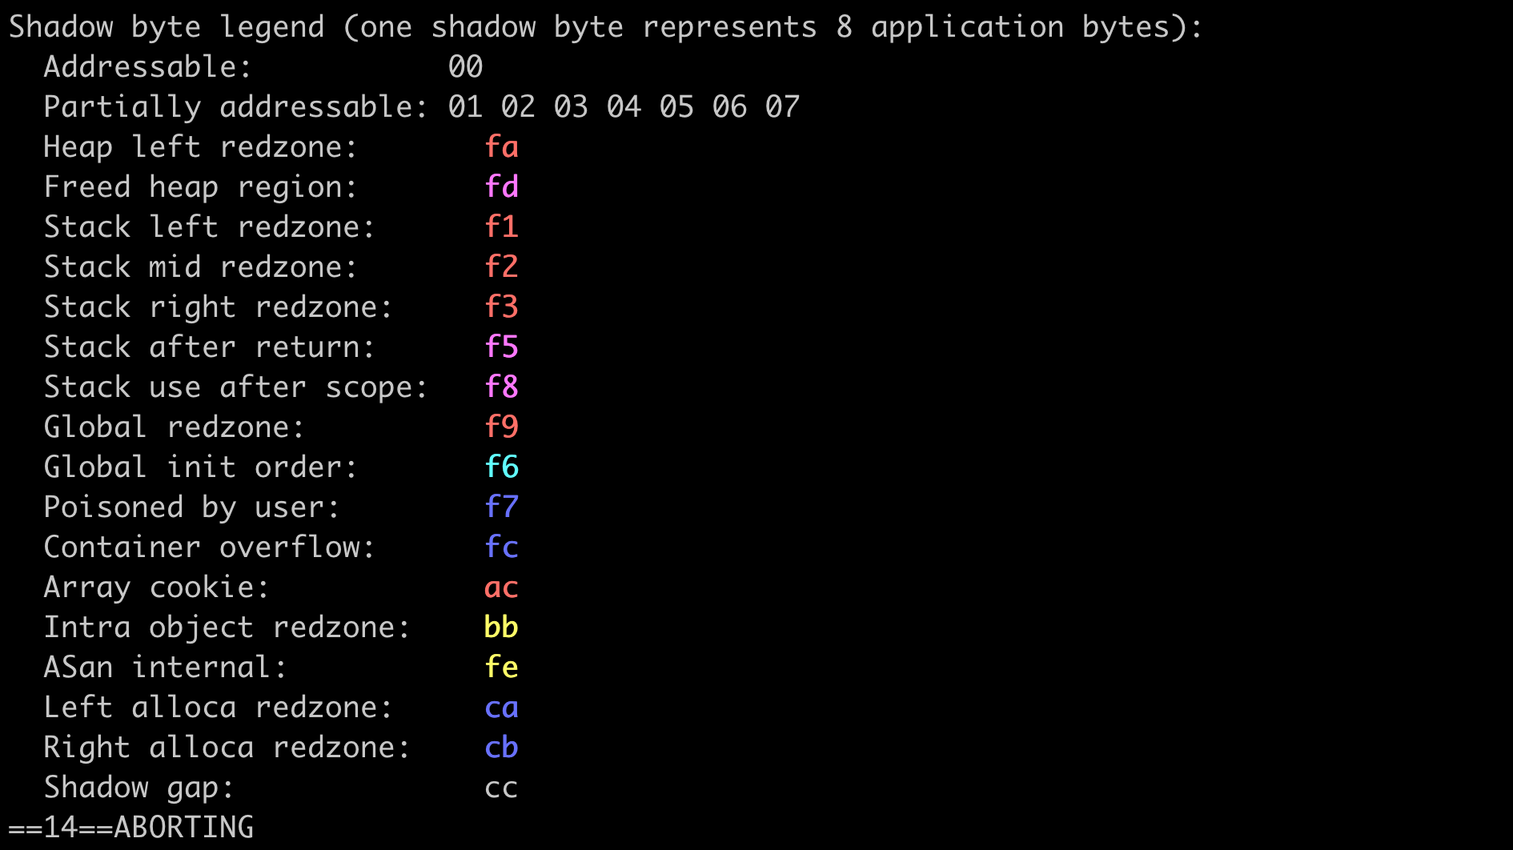 Shadow byte legend (one shadow byte represents 8 application bytes):
  Addressable:           00
  Partially addressable: 01 02 03 04 05 06 07
  Heap left redzone:       fa
  Freed heap region:       fd
  Stack left redzone:      f1
  Stack mid redzone:       f2
  Stack right redzone:     f3
  Stack after return:      f5
  Stack use after scope:   f8
  Global redzone:          f9
  Global init order:       f6
  Poisoned by user:        f7
  Container overflow:      fc
  Array cookie:            ac
  Intra object redzone:    bb
  ASan internal:           fe
  Left alloca redzone:     ca
  Right alloca redzone:    cb
  Shadow gap:              cc
==14==ABORTING